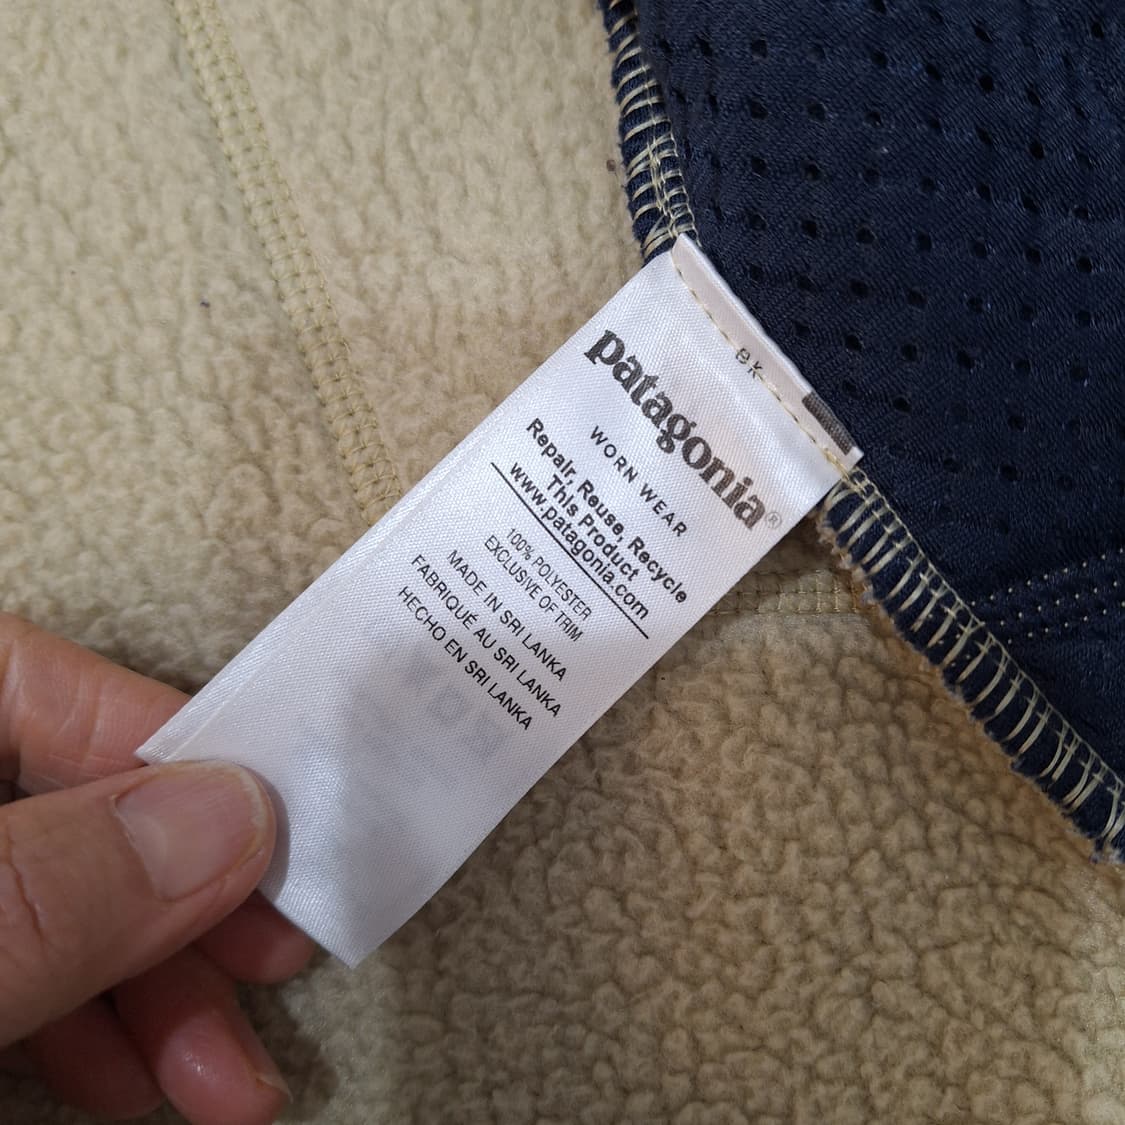 patagonia®
WORN WEAR
Repair, Reuse, Recycle
This Product
www.patagonia.com
100% POLYESTER
EXCLUSIVE OF TRIM
MADE IN SRI LANKA
FABRIQUÉ AU SRI LANKA
HECHO EN SRI LANKA